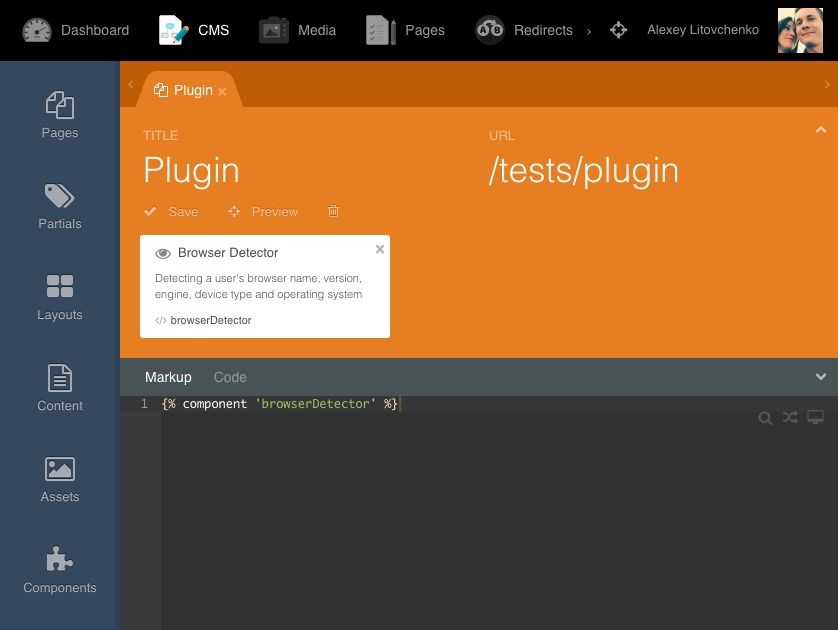 Dashboard
CMS
Media
Pages
A/B
Redirects
Alexey Litovchenko
Pages
Partials
Layouts
Content
Assets
Components
Plugin ×
TITLE
Plugin
URL
/tests/plugin
Save
Preview
Browser Detector ×
Detecting a user's browser name, version,
engine, device type and operating system
</> browserDetector
Markup
Code
1 {% component 'browserDetector' %}